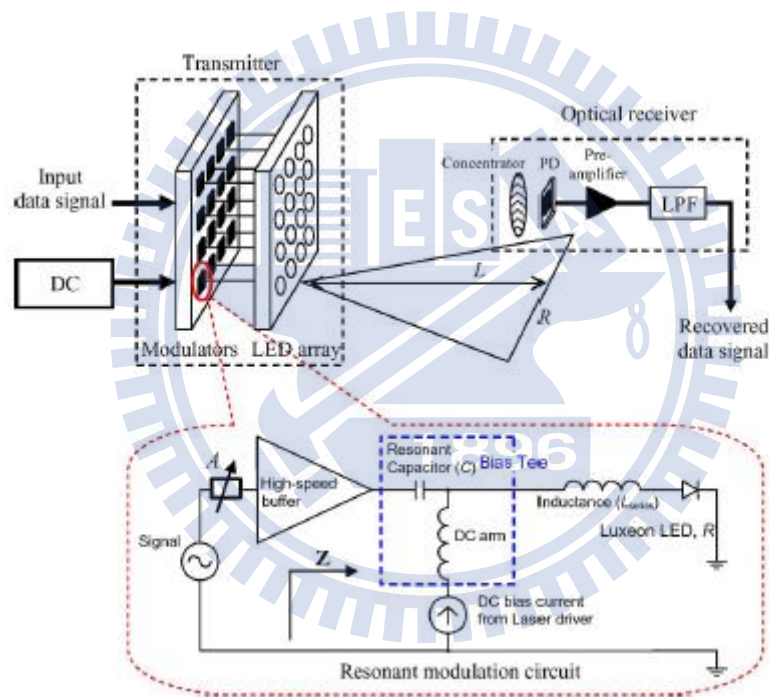 Transmitter
Optical receiver
Concentrator
PD
Pre-
amplifier
LPF
Input
data signal
DC
L
R
Modulators
LED array
Recovered
data signal
ESA
1896
Resonant
Capacitor (C)
Bias Tee
A
High-speed
buffer
Inductance (L
Luxeon LED, R
DC arm
Signal
Z
DC bias current
from Laser driver
Resonant modulation circuit